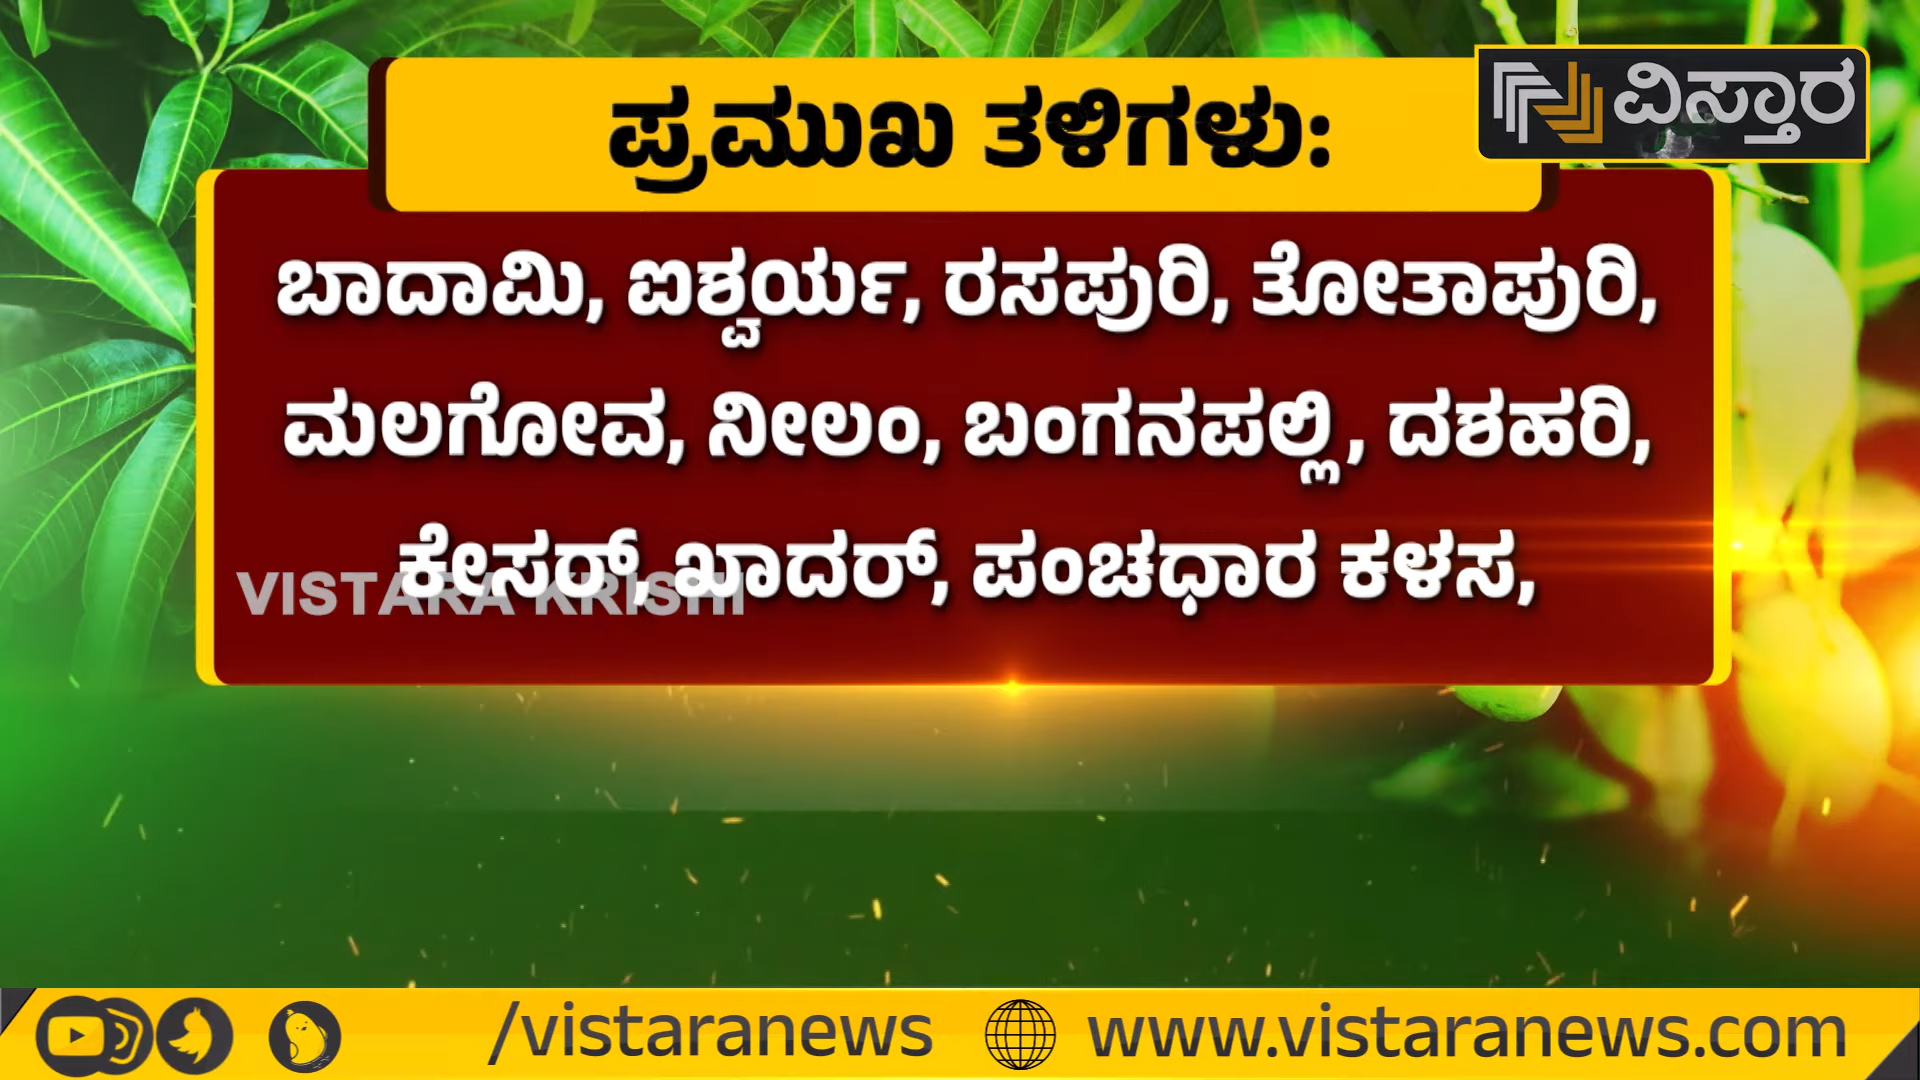 ಪ್ರಮುಖ ತಳಿಗಳು:
ವಿಸ್ತಾರ
ಬಾದಾಮಿ, ಐಶ್ವರ್ಯ, ರಸಪುರಿ, ತೋತಾಪುರಿ,
ಮಲಗೋವ, ನೀಲಂ, ಬಂಗನಪಲ್ಲಿ, ದಶಹರಿ,
ಕೇಸರ್, ಖಾದರ್, ಪಂಚಧಾರ ಕಳಸ,
VISTARA KRISHI
/vistaranews www.vistaranews.com